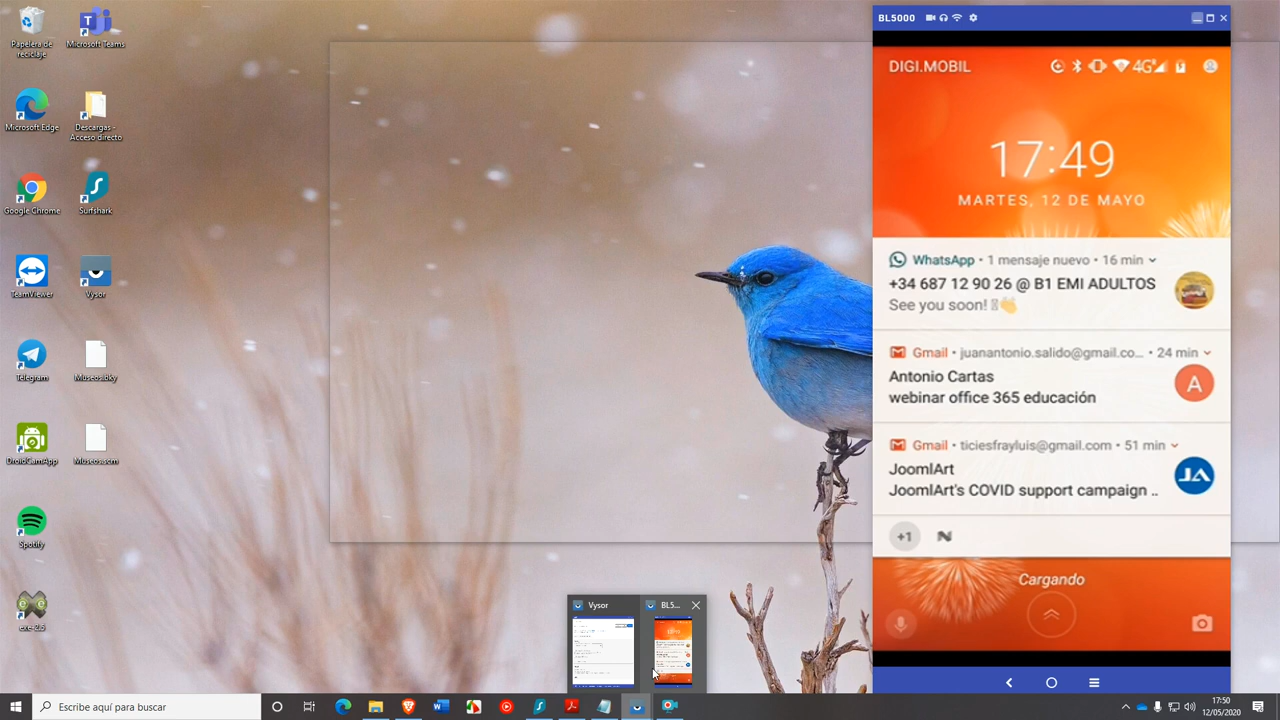 Papelera de
reciclaje
Microsoft Teams
Microsoft Edge
Descargas -
Acceso directo
Google Chrome
Surfshark
TeamViewer
Vysor
Telegram
Museos.bky
DroidCamApp
Museos.scm
Spotify
exe-2.5
BL5000
DIGI.MOBIL
4G
17:49
MARTES, 12 DE MAYO
WhatsApp • 1 mensaje nuevo • 16 min
+34 687 12 90 26 @ B1 EMI ADULTOS
See you soon! 👏
Gmail • juanantonio.salido@gmail.co... • 24 min
Antonio Cartas
webinar office 365 educación
A
Gmail • ticiesfrayluis@gmail.com • 51 min
JoomlArt
JoomlArt's COVID support campaign ..
JA
+1
Cargando
Vysor
BL5...
Escribe aquí para buscar
17:50
12/05/2020